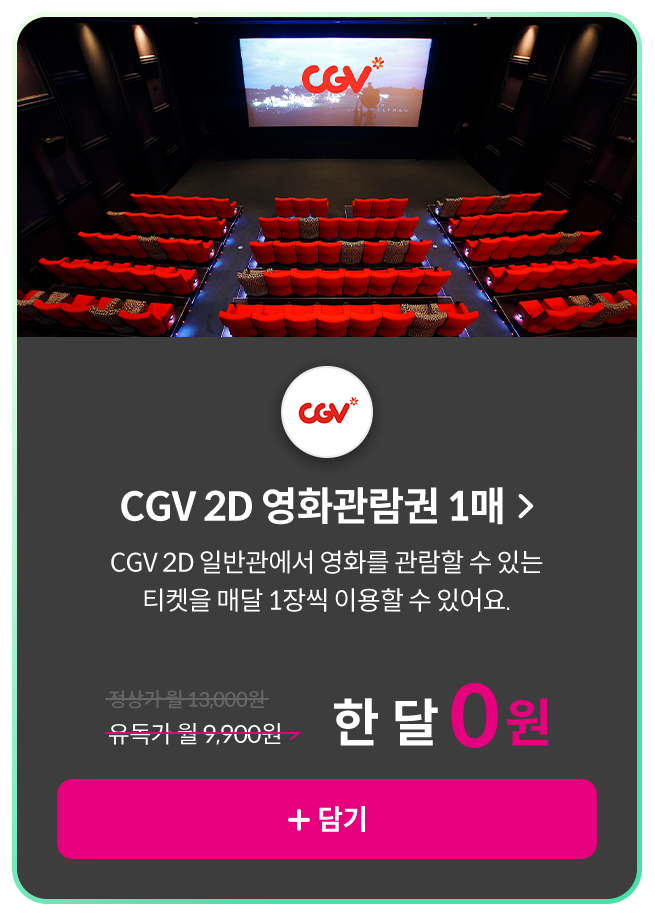 CGV
CGV
CGV 2D 영화관람권 1매 >
CGV 2D 일반관에서 영화를 관람할 수 있는
티켓을 매달 1장씩 이용할 수 있어요.
정상가 월 13,000원
유독가 월 9,900원
한 달 0원
+ 담기